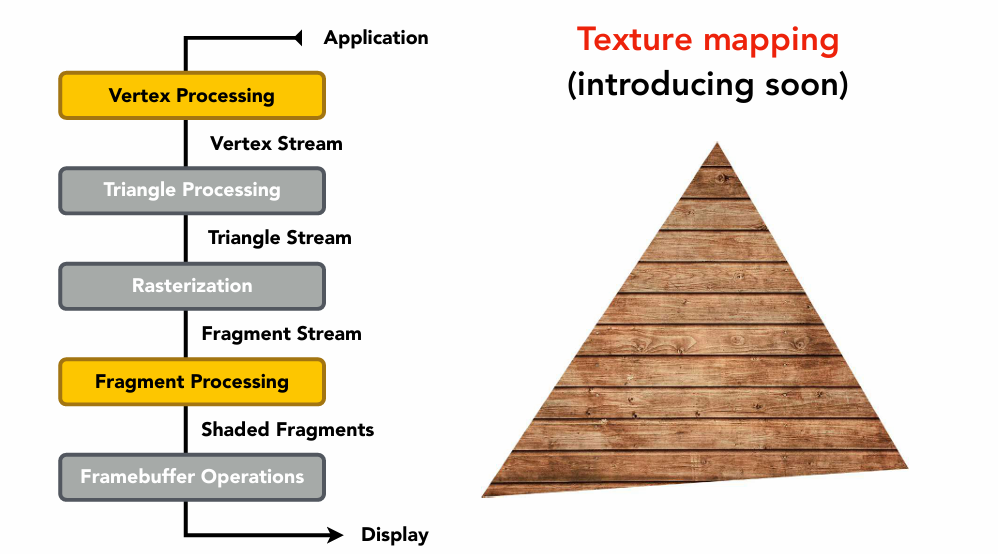 Application
Vertex Processing
Vertex Stream
Triangle Processing
Triangle Stream
Rasterization
Fragment Stream
Fragment Processing
Shaded Fragments
Framebuffer Operations
Display
Texture mapping
(introducing soon)